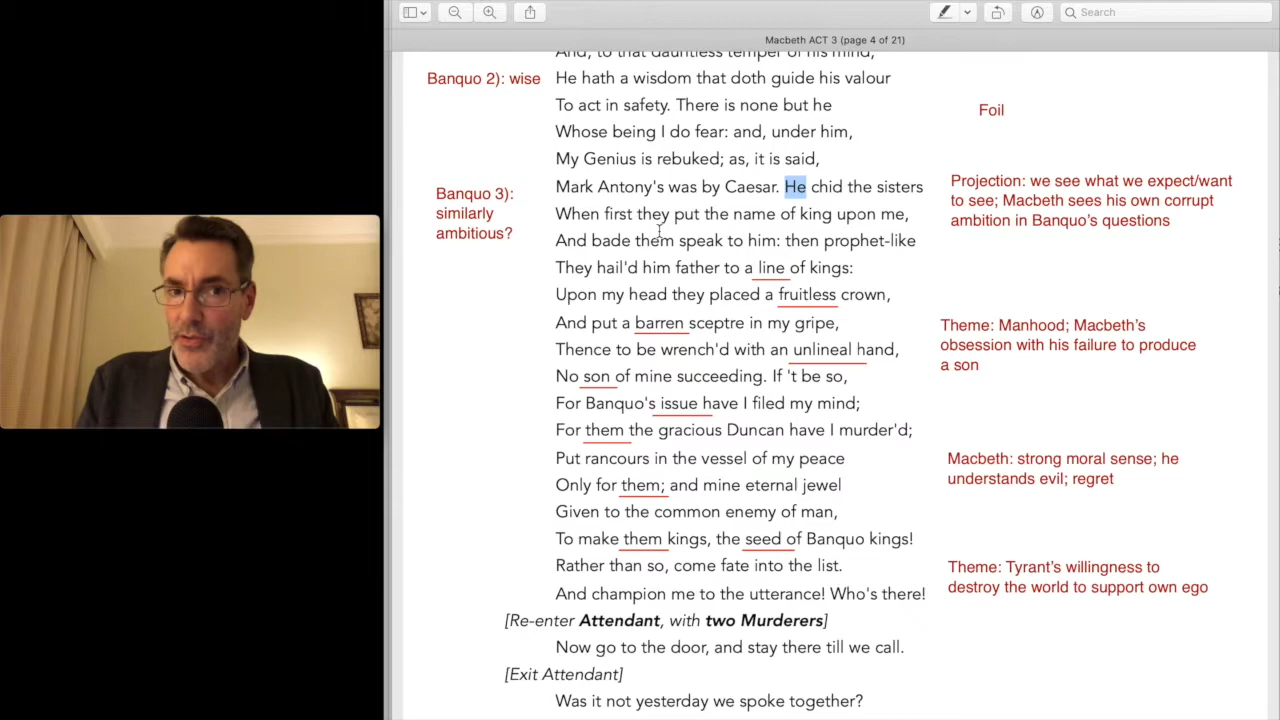 Macbeth ACT 3 (page 4 of 21)
Search
And, to that dauntless temper of his mind,
Banquo 2): wise
He hath a wisdom that doth guide his valour
To act in safety. There is none but he
Foil
Whose being I do fear: and, under him,
My Genius is rebuked; as, it is said,
Mark Antony's was by Caesar. He chid the sisters
When first they put the name of king upon me,
And bade them speak to him: then prophet-like
They hail'd him father to a line of kings:
Upon my head they placed a fruitless crown,
And put a barren sceptre in my gripe,
Thence to be wrench'd with an unlineal hand,
No son of mine succeeding. If 't be so,
For Banquo's issue have I filed my mind;
For them the gracious Duncan have I murder'd;
Put rancours in the vessel of my peace
Only for them; and mine eternal jewel
Given to the common enemy of man,
To make them kings, the seed of Banquo kings!
Rather than so, come fate into the list.
And champion me to the utterance! Who's there!
[Re-enter Attendant, with two Murderers]
Now go to the door, and stay there till we call.
[Exit Attendant]
Was it not yesterday we spoke together?
Banquo 3):
similarly
ambitious?
Projection: we see what we expect/want
to see; Macbeth sees his own corrupt
ambition in Banquo's questions
Theme: Manhood; Macbeth's
obsession with his failure to produce
a son
Macbeth: strong moral sense; he
understands evil; regret
Theme: Tyrant's willingness to
destroy the world to support own ego